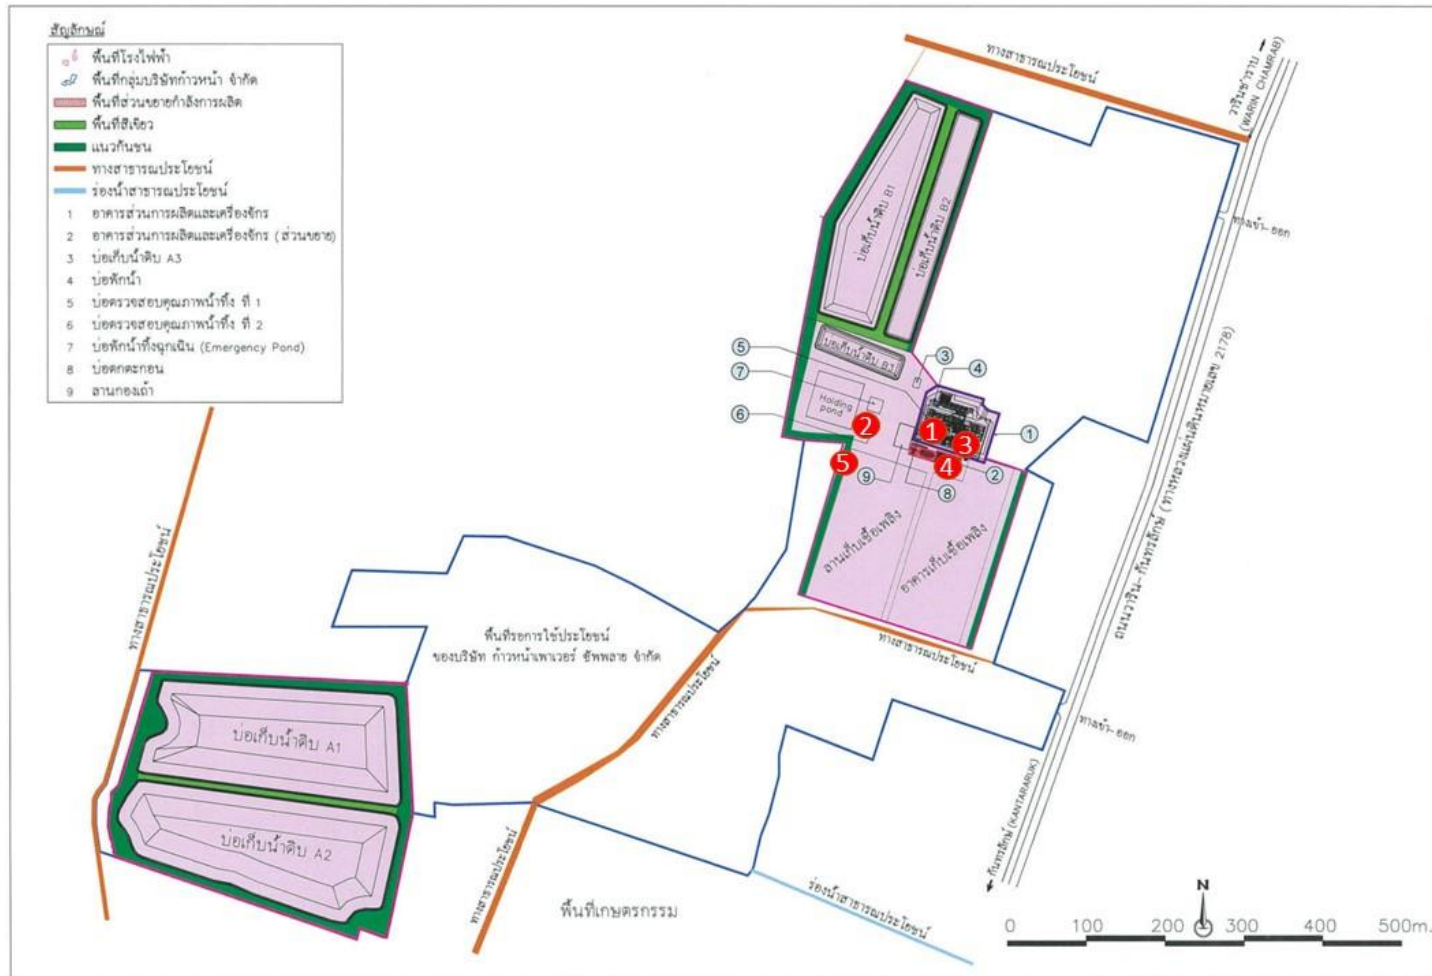 สัญลักษณ์
พื้นที่โรงไฟฟ้า
พื้นที่กลุ่มบริษัทก้าวหน้า จำกัด
พื้นที่ส่วนขยายกำลังการผลิต
พื้นที่สีเขียว
แนวกันชน
ทางสาธารณประโยชน์
ร่องน้ำสาธารณประโยชน์
1 อาคารส่วนการผลิตและเครื่องจักร
2 อาคารส่วนการผลิตและเครื่องจักร (ส่วนขยาย)
3 บ่อเก็บน้ำดิบ A3
4 บ่อพักน้ำ
5 บ่อตรวจสอบคุณภาพน้ำทิ้ง ที่ 1
6 บ่อตรวจสอบคุณภาพน้ำทิ้ง ที่ 2
7 บ่อพักน้ำทิ้งฉุกเฉิน (Emergency Pond)
8 บ่อตกตะกอน
9 ลานกองเถ้า
ทางสาธารณประโยชน์
วารินชำราบ
(WARIN CHAMRAB)
บ่อเก็บน้ำดิบ B1
บ่อเก็บน้ำดิบ B2
ทางเข้า-ออก
บ่อเก็บน้ำดิบ B3
5
3
4
7
Holding
pond
6
2
1
3
1
5
4
2
9
8
ลานเก็บเชื้อเพลิง
อาคารเก็บเชื้อเพลิง
ถนนวาริน-กันทรลักษ์ (ทางหลวงแผ่นดินหมายเลข 2178)
ทางสาธารณประโยชน์
พื้นที่รอการใช้ประโยชน์
ของบริษัท ก้าวหน้าเพาเวอร์ ซัพพลาย จำกัด
ทางสาธารณประโยชน์
ทางสาธารณประโยชน์
ทางเข้า-ออก
บ่อเก็บน้ำดิบ A1
บ่อเก็บน้ำดิบ A2
ทางสาธารณประโยชน์
พื้นที่เกษตรกรรม
ร่องน้ำสาธารณประโยชน์
กันทรลักษ์ (KANTARARUK)
N
0 100 200 300 400 500m.